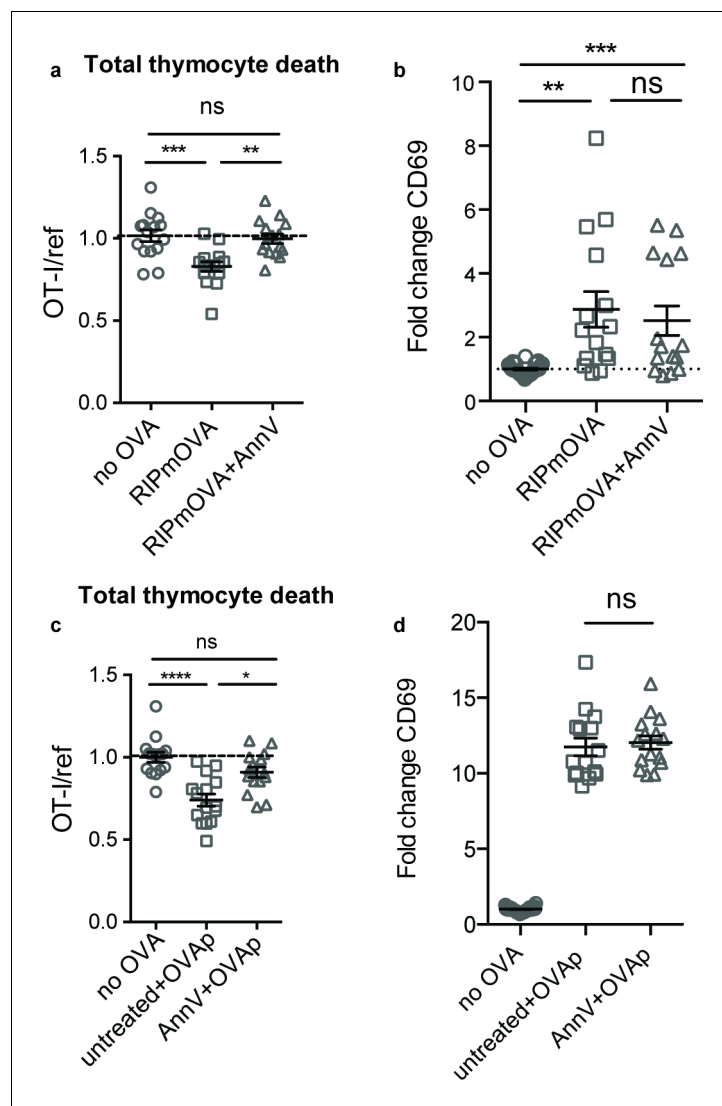 a Total thymocyte death
ns
*** **
1.5
1.0
0.5
0.0
OT-I/ref
no OVA
RIPmOVA
RIPmOVA+AnnV
b
***
** ns
10
8
6
4
2
0
Fold change CD69
no OVA
RIPmOVA
RIPmOVA+AnnV
Total thymocyte death
c
ns
**** *
1.5
1.0
0.5
0.0
OT-I/ref
no OVA
untreated+OVAp
AnnV+OVAp
d
ns
20
15
10
5
0
Fold change CD69
no OVA
untreated+OVAp
AnnV+OVAp